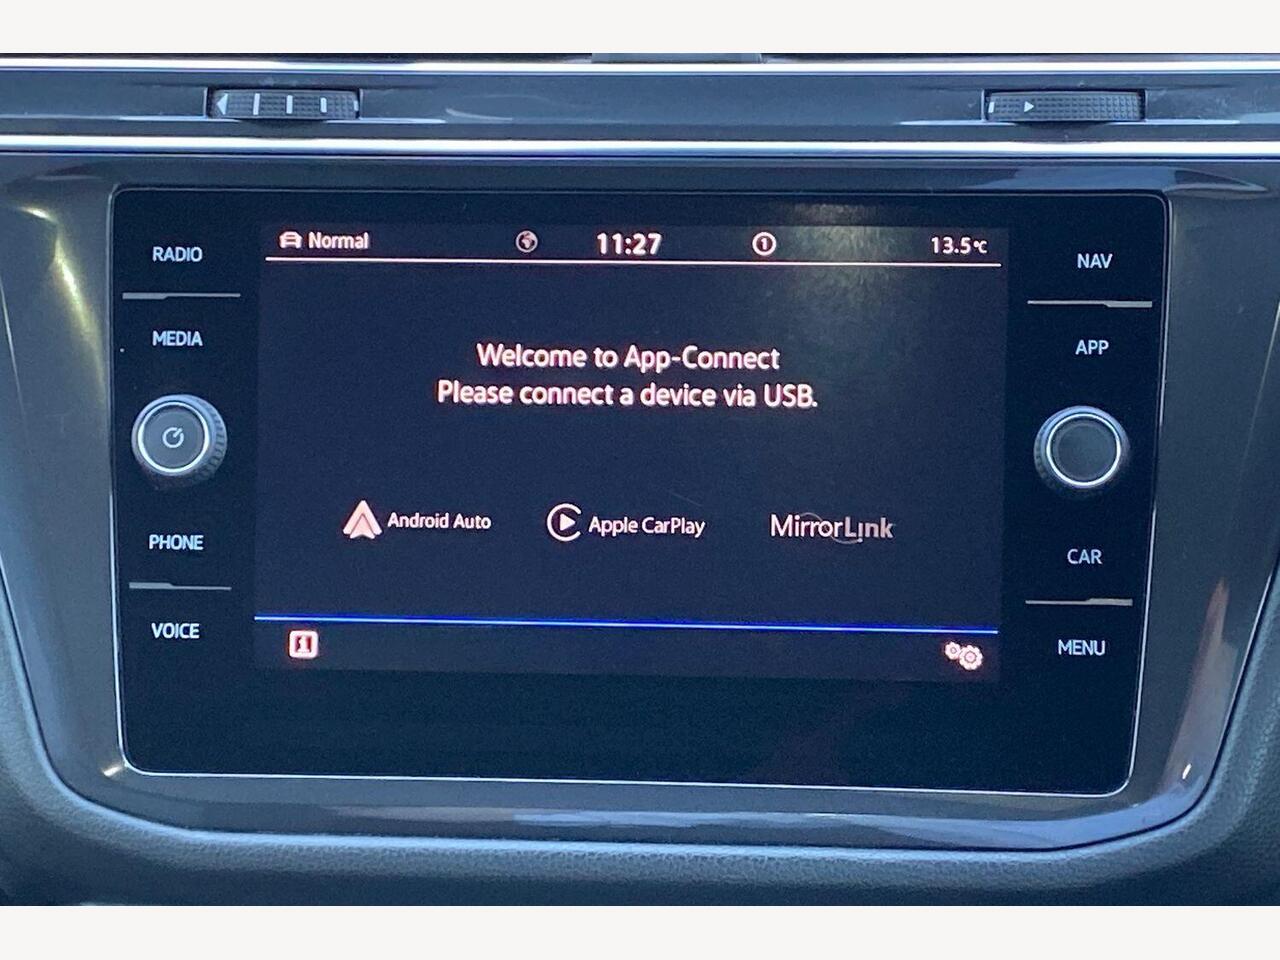 RADIO
MEDIA
PHONE
VOICE
Normal
11:27
1
13.5°C
Welcome to App-Connect
Please connect a device via USB.
Android Auto
Apple CarPlay
MirrorLink
i
NAV
APP
CAR
MENU